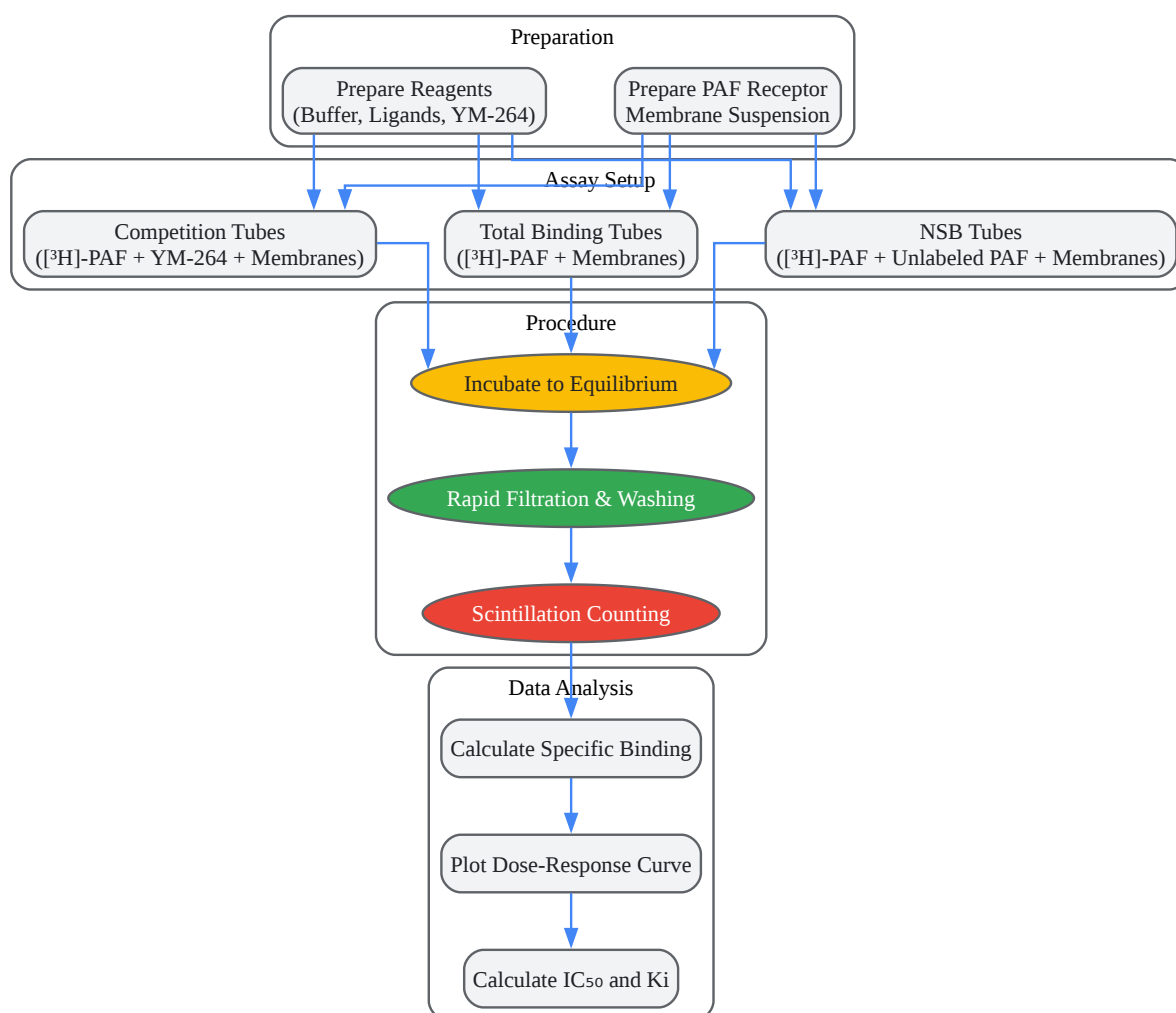 Preparation
Prepare Reagents
(Buffer, Ligands, YM-264)
Prepare PAF Receptor
Membrane Suspension
Assay Setup
Competition Tubes
([³H]-PAF + YM-264 + Membranes)
Total Binding Tubes
([³H]-PAF + Membranes)
NSB Tubes
([³H]-PAF + Unlabeled PAF + Membranes)
Procedure
Incubate to Equilibrium
Rapid Filtration & Washing
Scintillation Counting
Data Analysis
Calculate Specific Binding
Plot Dose-Response Curve
Calculate IC₅₀ and Ki